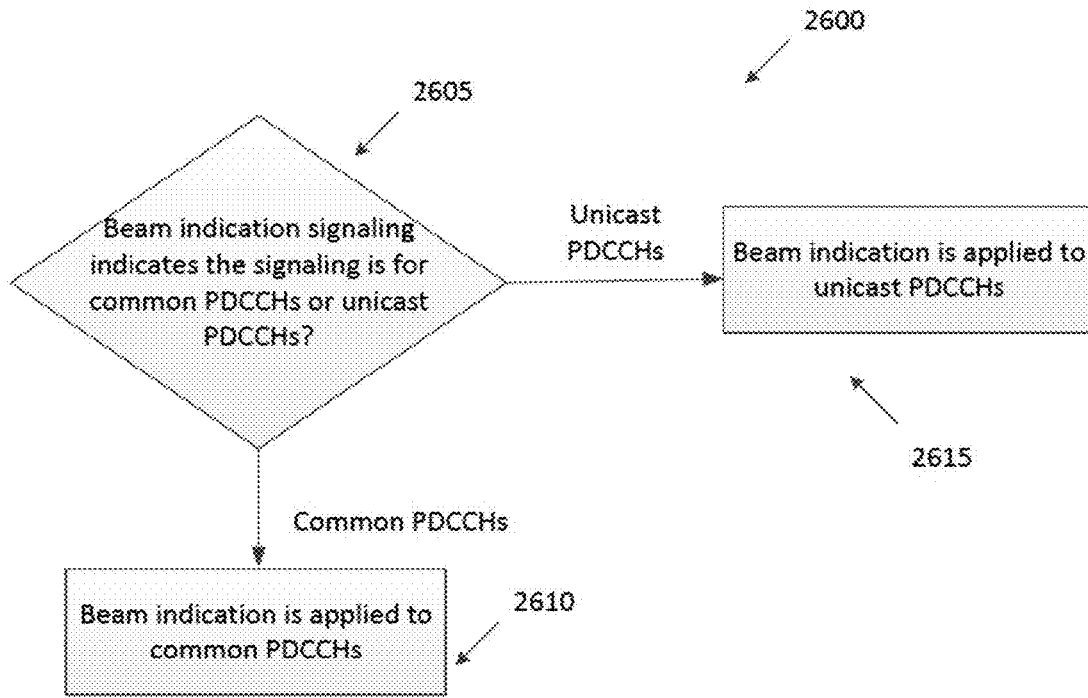 2600
2605
Beam indication signaling
indicates the signaling is for
common PDCCHs or unicast
PDCCHs?
Unicast
PDCCHs
Beam indication is applied to
unicast PDCCHs
2615
Common PDCCHs
Beam indication is applied to
common PDCCHs
2610